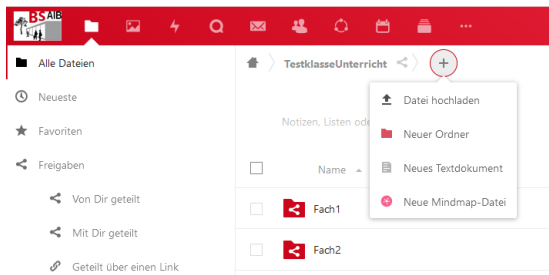 BS AIB
Alle Dateien
TestklasseUnterricht
Neueste
Datei hochladen
Favoriten
Notizen, Listen ode
Neuer Ordner
Freigaben
Name
Neues Textdokument
Von Dir geteilt
Fach1
Neue Mindmap-Datei
Mit Dir geteilt
Fach2
Geteilt über einen Link